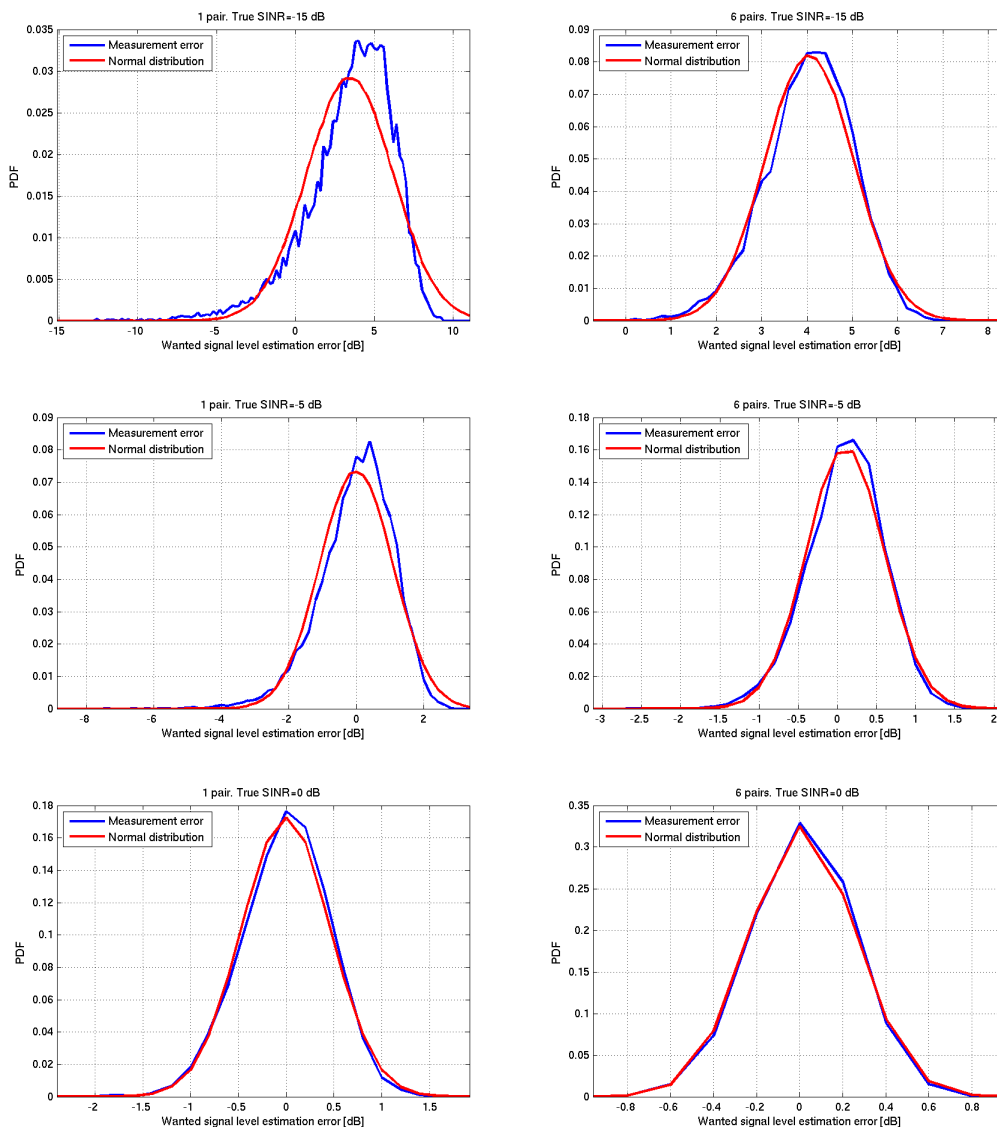 1 pair. True SINR=-15 dB
Measurement error
Normal distribution
0.035
0.03
0.025
0.02
0.015
0.01
0.005
0
PDF
-15 -10 -5 0 5 10
Wanted signal level estimation error [dB]
6 pairs. True SINR=-15 dB
Measurement error
Normal distribution
0.09
0.08
0.07
0.06
0.05
0.04
0.03
0.02
0.01
0
PDF
0 1 2 3 4 5 6 7 8
Wanted signal level estimation error [dB]
1 pair. True SINR=-5 dB
Measurement error
Normal distribution
0.09
0.08
0.07
0.06
0.05
0.04
0.03
0.02
0.01
0
PDF
-8 -6 -4 -2 0 2
Wanted signal level estimation error [dB]
6 pairs. True SINR=-5 dB
Measurement error
Normal distribution
0.18
0.16
0.14
0.12
0.1
0.08
0.06
0.04
0.02
0
PDF
-3 -2.5 -2 -1.5 -1 -0.5 0 0.5 1 1.5 2
Wanted signal level estimation error [dB]
1 pair. True SINR=0 dB
Measurement error
Normal distribution
0.18
0.16
0.14
0.12
0.1
0.08
0.06
0.04
0.02
0
PDF
-2 -1.5 -1 -0.5 0 0.5 1 1.5
Wanted signal level estimation error [dB]
6 pairs. True SINR=0 dB
Measurement error
Normal distribution
0.35
0.3
0.25
0.2
0.15
0.1
0.05
0
PDF
-0.8 -0.6 -0.4 -0.2 0 0.2 0.4 0.6 0.8
Wanted signal level estimation error [dB]